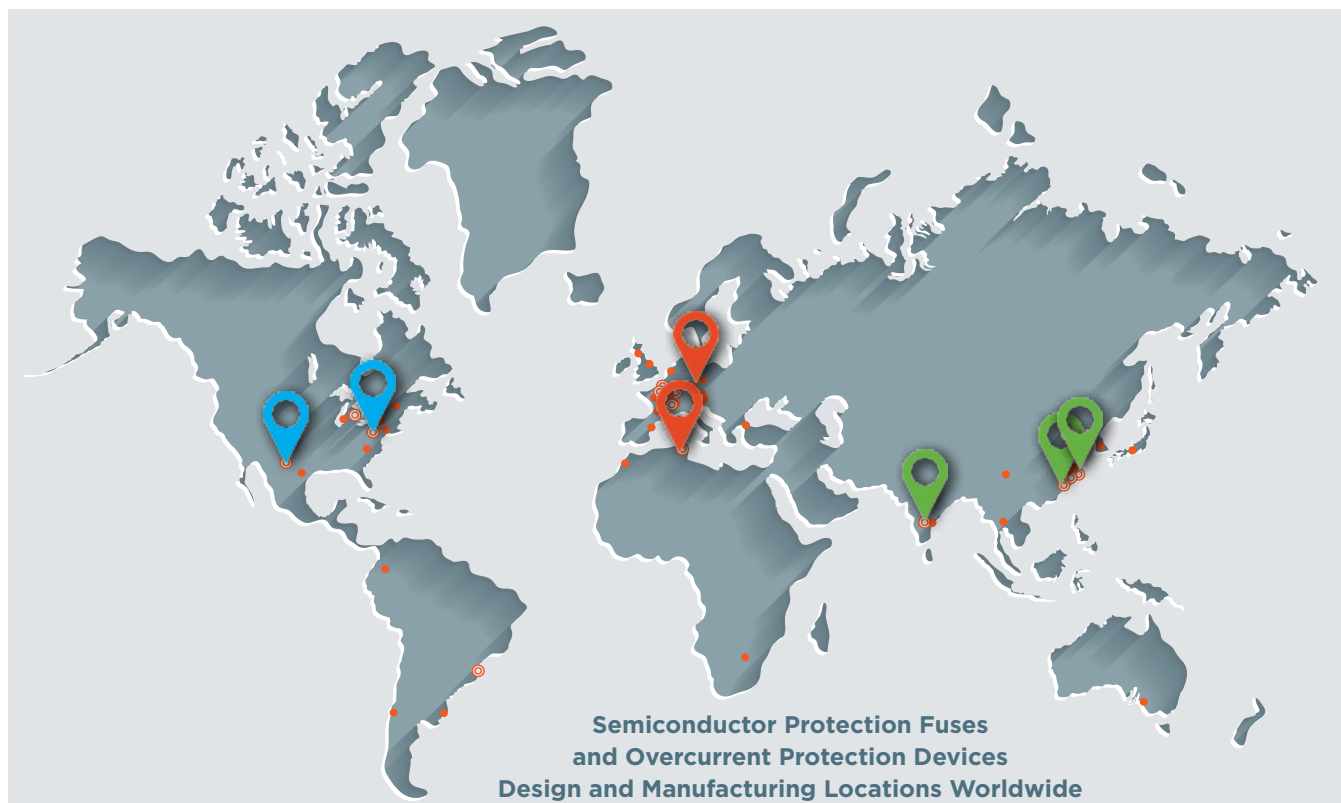 Semiconductor Protection Fuses
and Overcurrent Protection Devices
Design and Manufacturing Locations Worldwide